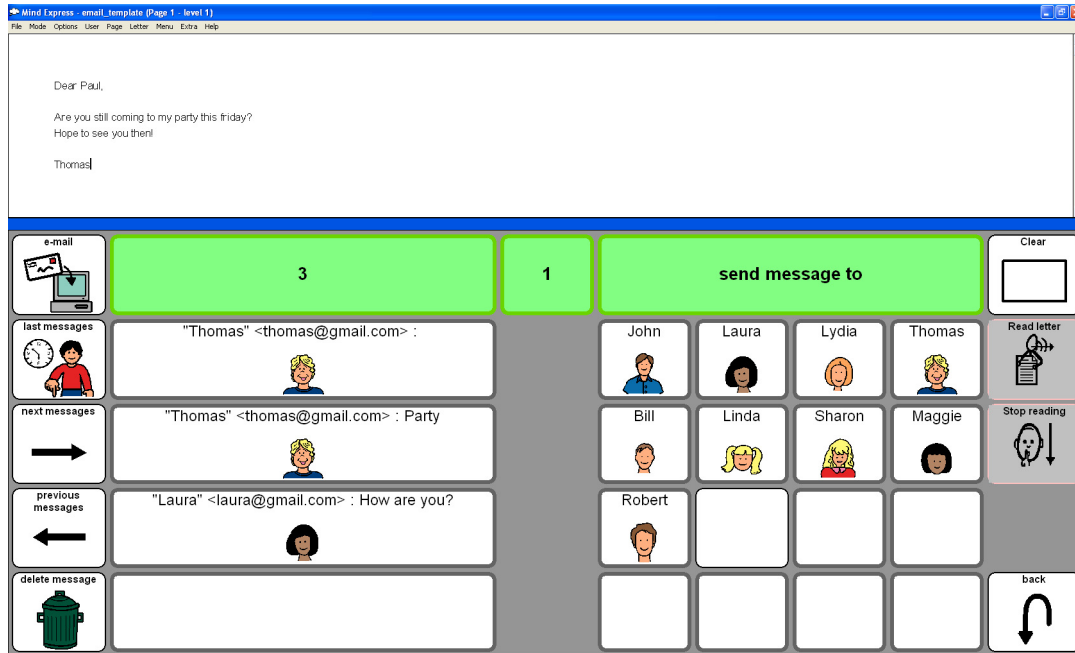 Mind Express - email_template (Page 1 - level 1)
File Mode Options User Page Letter Menu Extra Help
Dear Paul,
Are you still coming to my party this friday?
Hope to see you then!
Thomas
e-mail
3
1
send message to
Clear
last messages
"Thomas" <thomas@gmail.com> :
John
Laura
Lydia
Thomas
Read letter
next messages
"Thomas" <thomas@gmail.com> : Party
Bill
Linda
Sharon
Maggie
Stop reading
previous
messages
"Laura" <laura@gmail.com> : How are you?
Robert
delete message
back